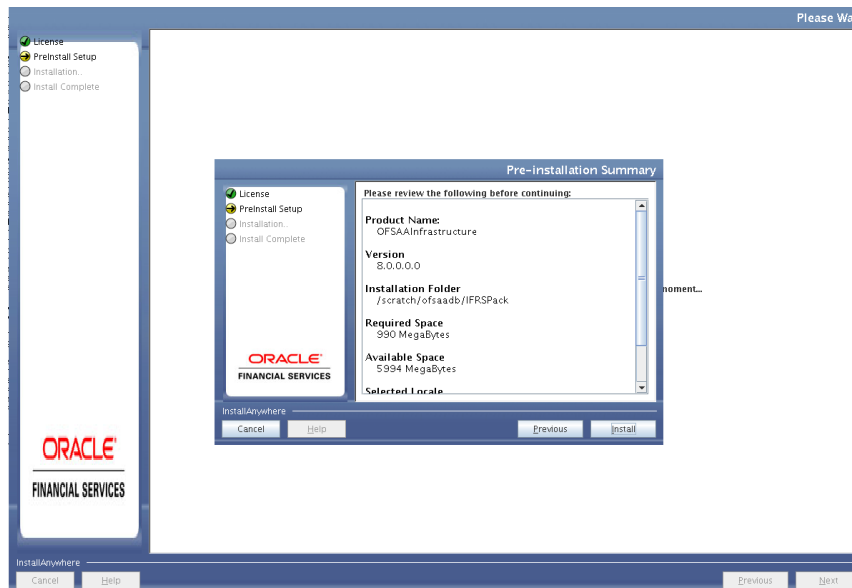 Please Wa
License
PreInstall Setup
Installation..
Install Complete
Pre-installation Summary
License
PreInstall Setup
Installation..
Install Complete
Please review the following before continuing:
Product Name:
OFSAAInfrastructure
Version
8.0.0.0.0
Installation Folder
/scratch/ofsaadb/IFRSPack
Required Space
990 MegaBytes
Available Space
5994 MegaBytes
Selected Locale
ORACLE
FINANCIAL SERVICES
InstallAnywhere
Cancel
Help
Previous
Install
moment...
ORACLE
FINANCIAL SERVICES
InstallAnywhere
Cancel
Help
Previous
Next